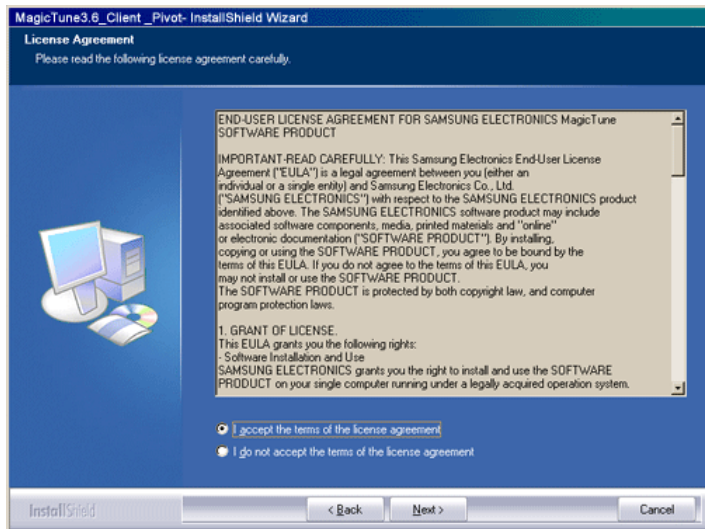 MagicTune3.6_Client _Pivot- InstallShield Wizard
License Agreement
Please read the following license agreement carefully.
END-USER LICENSE AGREEMENT FOR SAMSUNG ELECTRONICS MagicTune
SOFTWARE PRODUCT
IMPORTANT-READ CAREFULLY: This Samsung Electronics End-User License
Agreement ("EULA") is a legal agreement between you (either an
individual or a single entity) and Samsung Electronics Co., Ltd.
("SAMSUNG ELECTRONICS") with respect to the SAMSUNG ELECTRONICS product
identified above. The SAMSUNG ELECTRONICS software product may include
associated software components, media, printed materials and "online"
or electronic documentation ("SOFTWARE PRODUCT"). By installing,
copying or using the SOFTWARE PRODUCT, you agree to be bound by the
terms of this EULA. If you do not agree to the terms of this EULA, you
may not install or use the SOFTWARE PRODUCT.
The SOFTWARE PRODUCT is protected by both copyright law, and computer
program protection laws.
1. GRANT OF LICENSE.
This EULA grants you the following rights:
- Software Installation and Use
SAMSUNG ELECTRONICS grants you the right to install and use the SOFTWARE
PRODUCT on your single computer running under a legally acquired operation system.
I accept the terms of the license agreement
I do not accept the terms of the license agreement
InstallShield
< Back
Next >
Cancel